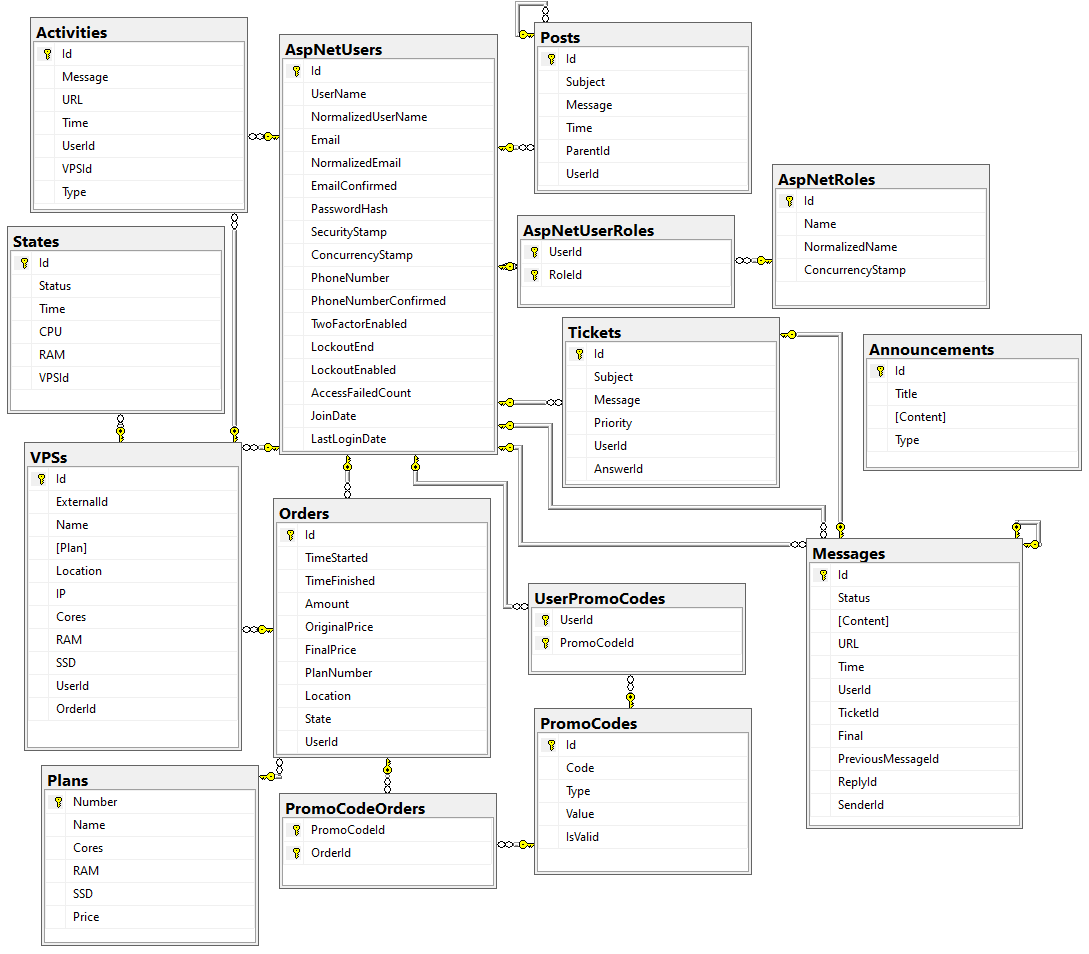 Activities
Id
Message
URL
Time
UserId
VPSId
Type
AspNetUsers
Id
UserName
NormalizedUserName
Email
NormalizedEmail
EmailConfirmed
PasswordHash
SecurityStamp
ConcurrencyStamp
PhoneNumber
PhoneNumberConfirmed
TwoFactorEnabled
LockoutEnd
LockoutEnabled
AccessFailedCount
JoinDate
LastLoginDate
Posts
Id
Subject
Message
Time
ParentId
UserId
AspNetRoles
Id
Name
NormalizedName
ConcurrencyStamp
AspNetUserRoles
UserId
RoleId
States
Id
Status
Time
CPU
RAM
VPSId
Tickets
Id
Subject
Message
Priority
UserId
AnswerId
Announcements
Id
Title
[Content]
Type
VPSs
Id
ExternalId
Name
[Plan]
Location
IP
Cores
RAM
SSD
UserId
OrderId
Orders
Id
TimeStarted
TimeFinished
Amount
OriginalPrice
FinalPrice
PlanNumber
Location
State
UserId
Messages
Id
Status
[Content]
URL
Time
UserId
TicketId
Final
PreviousMessageId
ReplyId
SenderId
UserPromoCodes
UserId
PromoCodeId
PromoCodes
Id
Code
Type
Value
IsValid
Plans
Number
Name
Cores
RAM
SSD
Price
PromoCodeOrders
PromoCodeId
OrderId